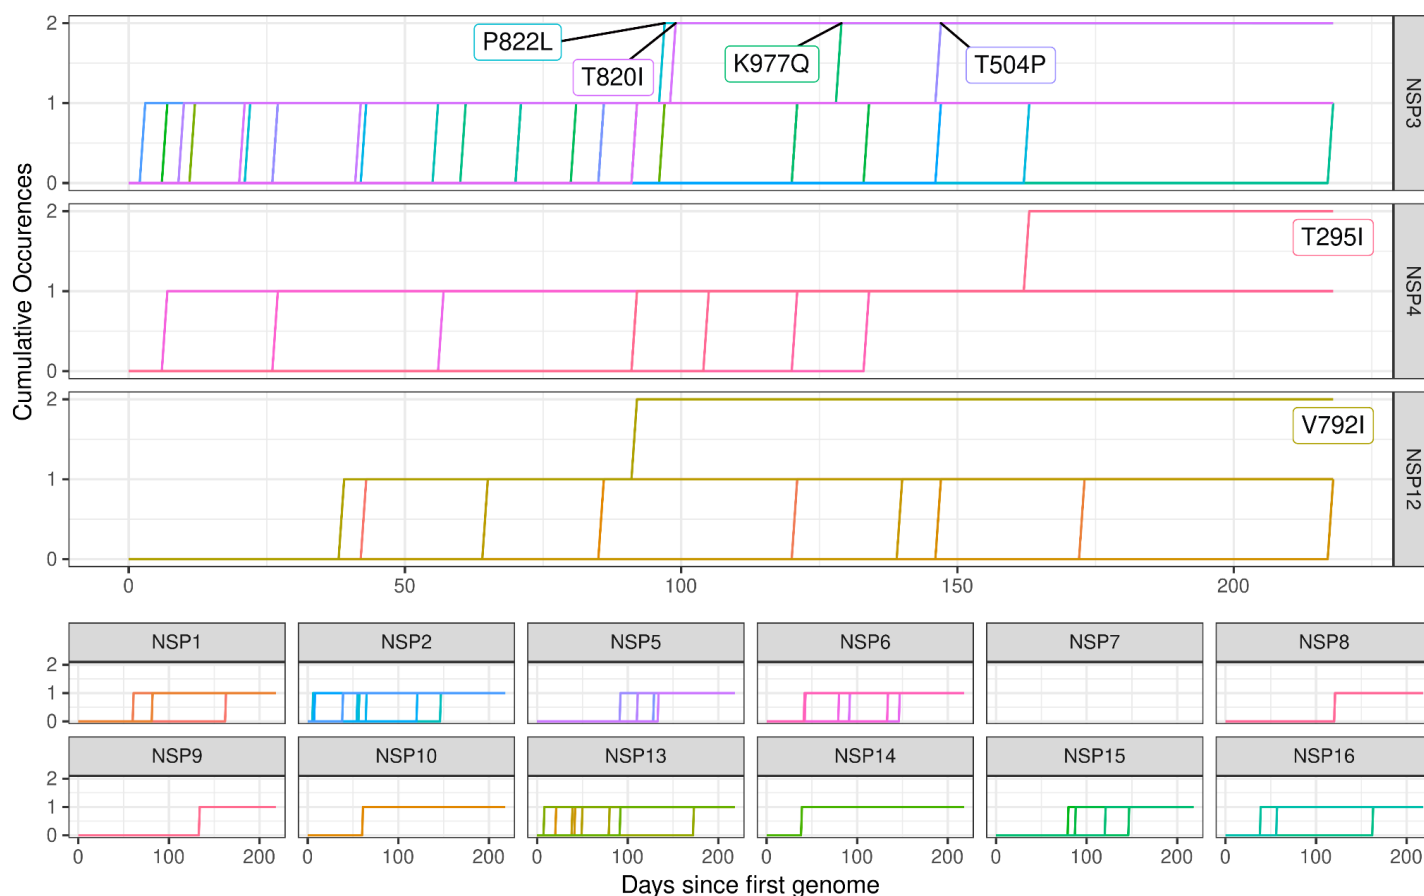 2
P822L
T820I
K977Q
T504P
1
0
NSP3
2
T295I
1
0
NSP4
2
V792I
1
0
NSP12
Cumulative Occurences
0 50 100 150 200
NSP1 NSP2 NSP5 NSP6 NSP7 NSP8
2
1
0
NSP9 NSP10 NSP13 NSP14 NSP15 NSP16
2
1
0
0 100 200 0 100 200 0 100 200 0 100 200 0 100 200 0 100 200
Days since first genome